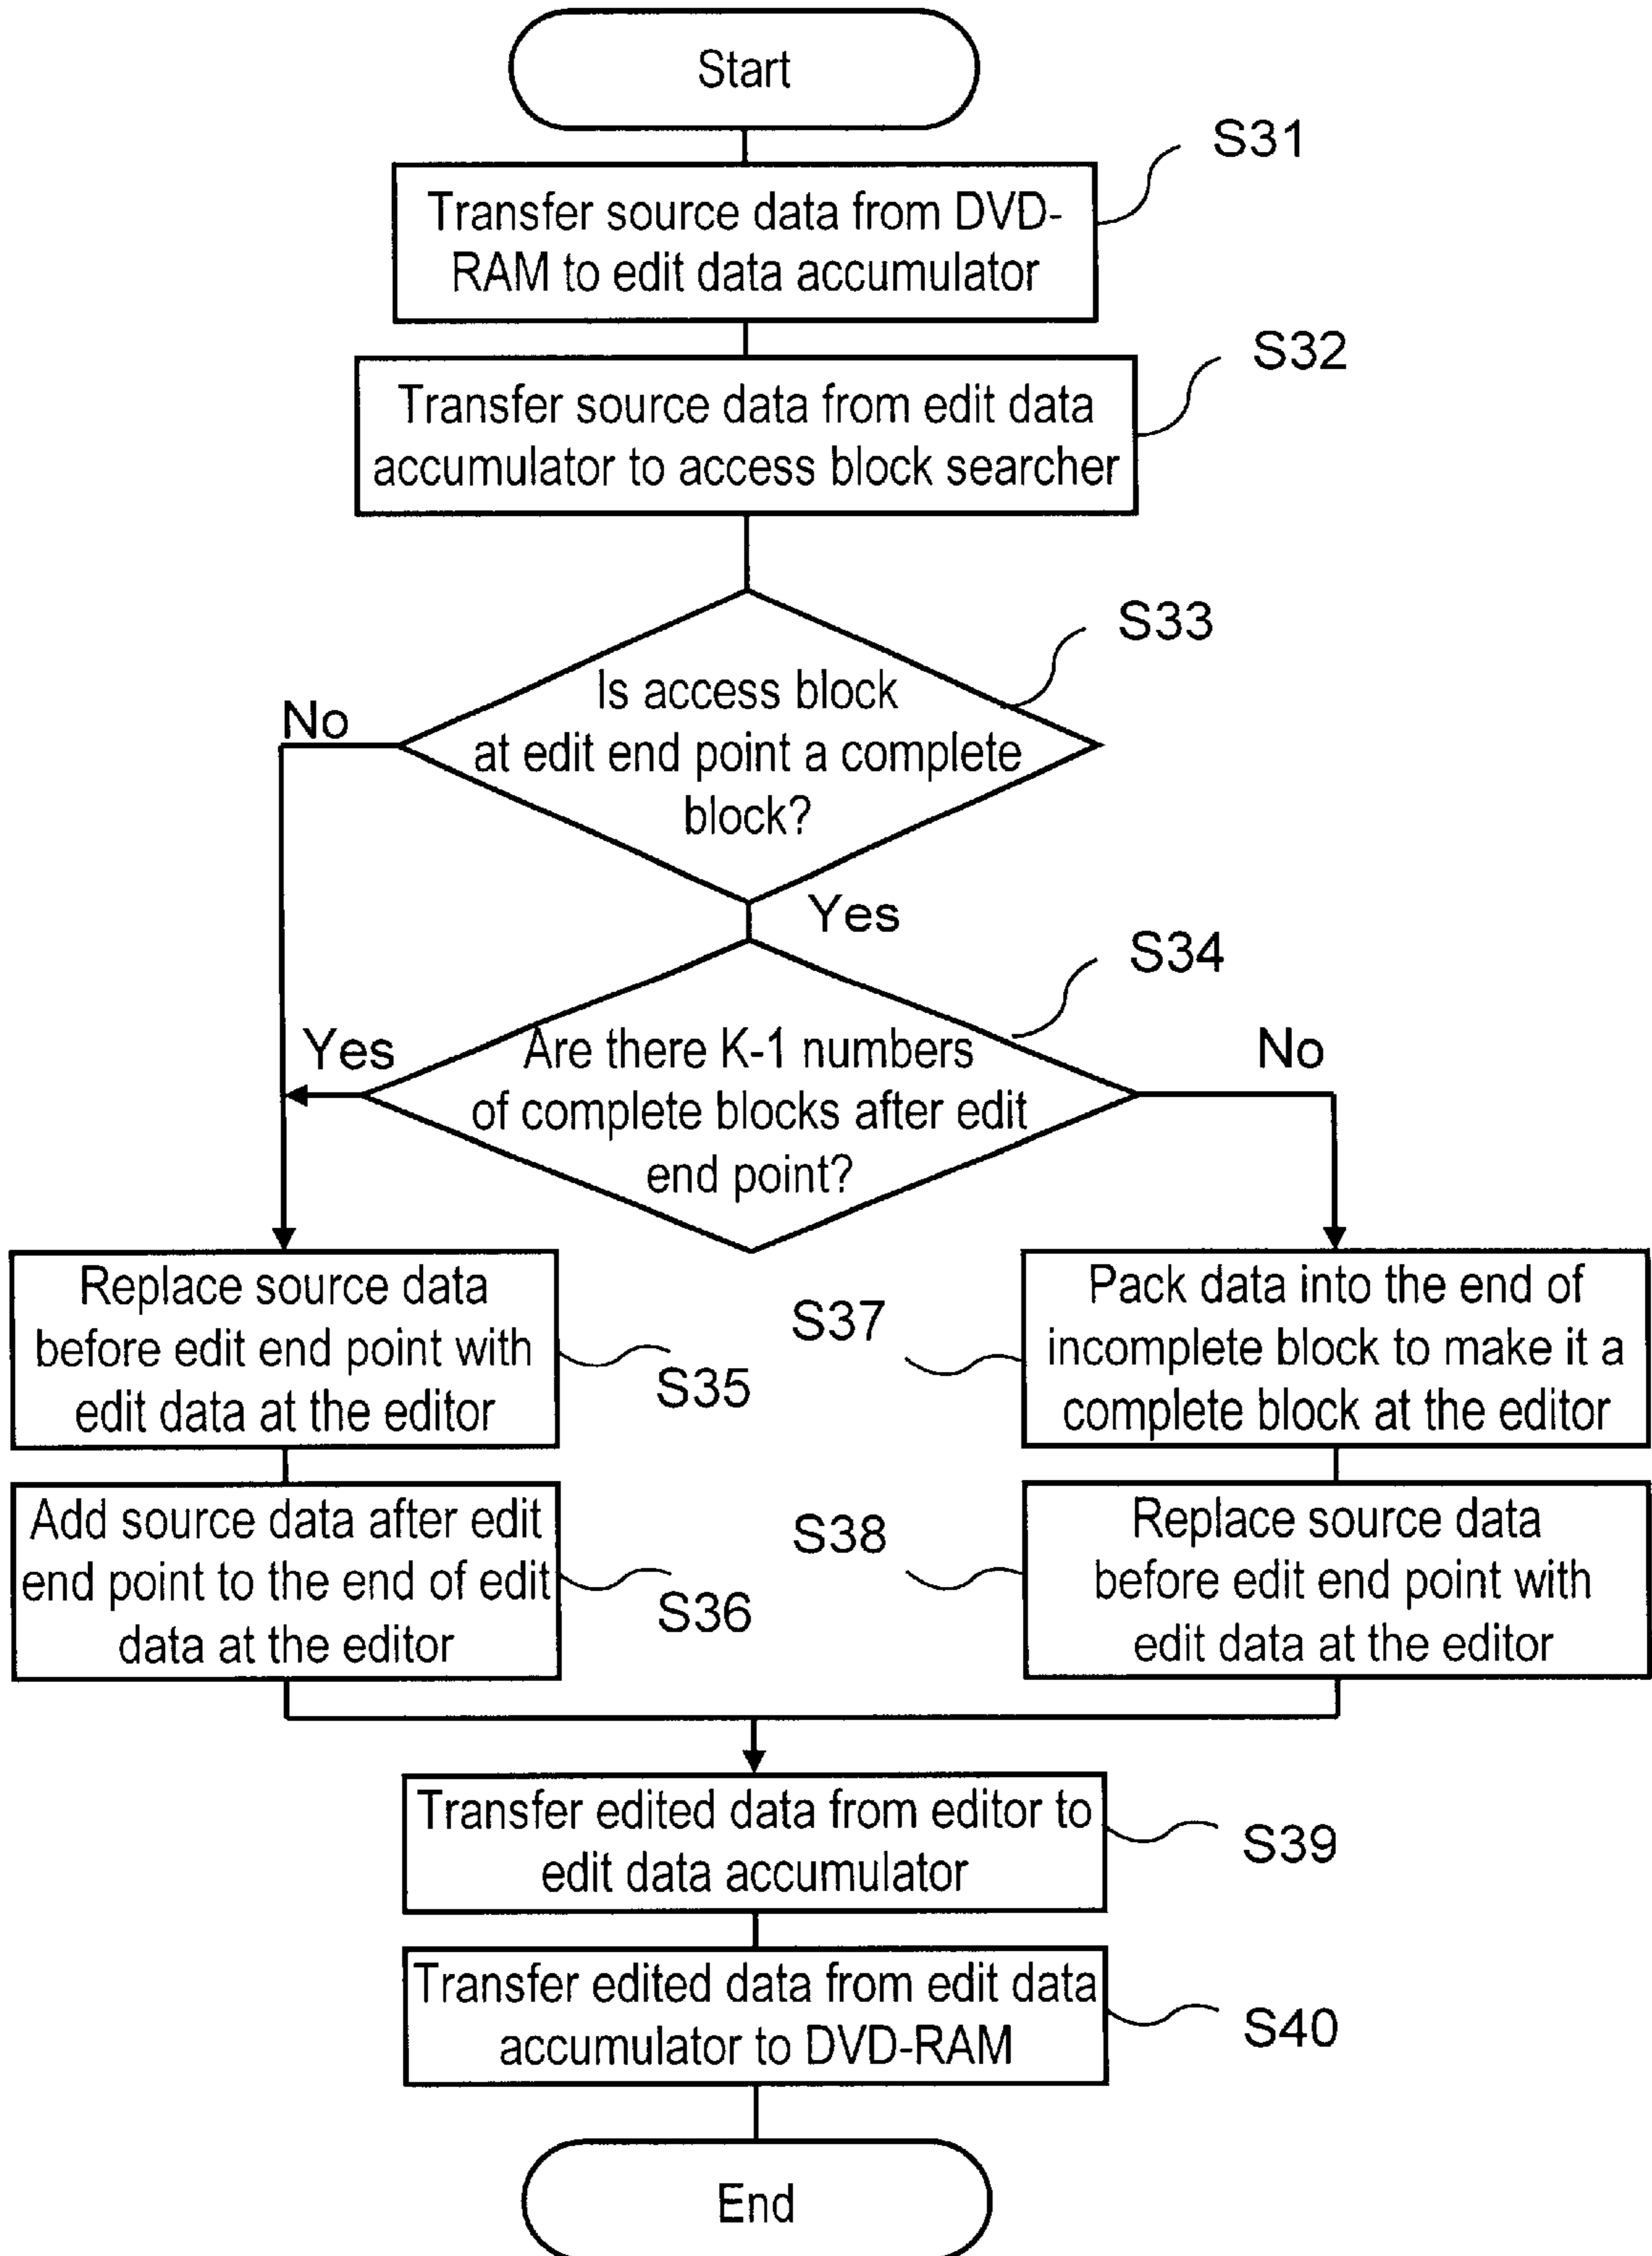 Start
S31
Transfer source data from DVD-
RAM to edit data accumulator
S32
Transfer source data from edit data
accumulator to access block searcher
S33
Is access block
at edit end point a complete
block?
No
Yes
S34
Are there K-1 numbers
of complete blocks after edit
end point?
Yes
No
Replace source data
before edit end point with
edit data at the editor
S35
S37
Pack data into the end of
incomplete block to make it a
complete block at the editor
Add source data after edit
end point to the end of edit
data at the editor
S36
S38
Replace source data
before edit end point with
edit data at the editor
Transfer edited data from editor to
edit data accumulator
S39
Transfer edited data from edit data
accumulator to DVD-RAM
S40
End